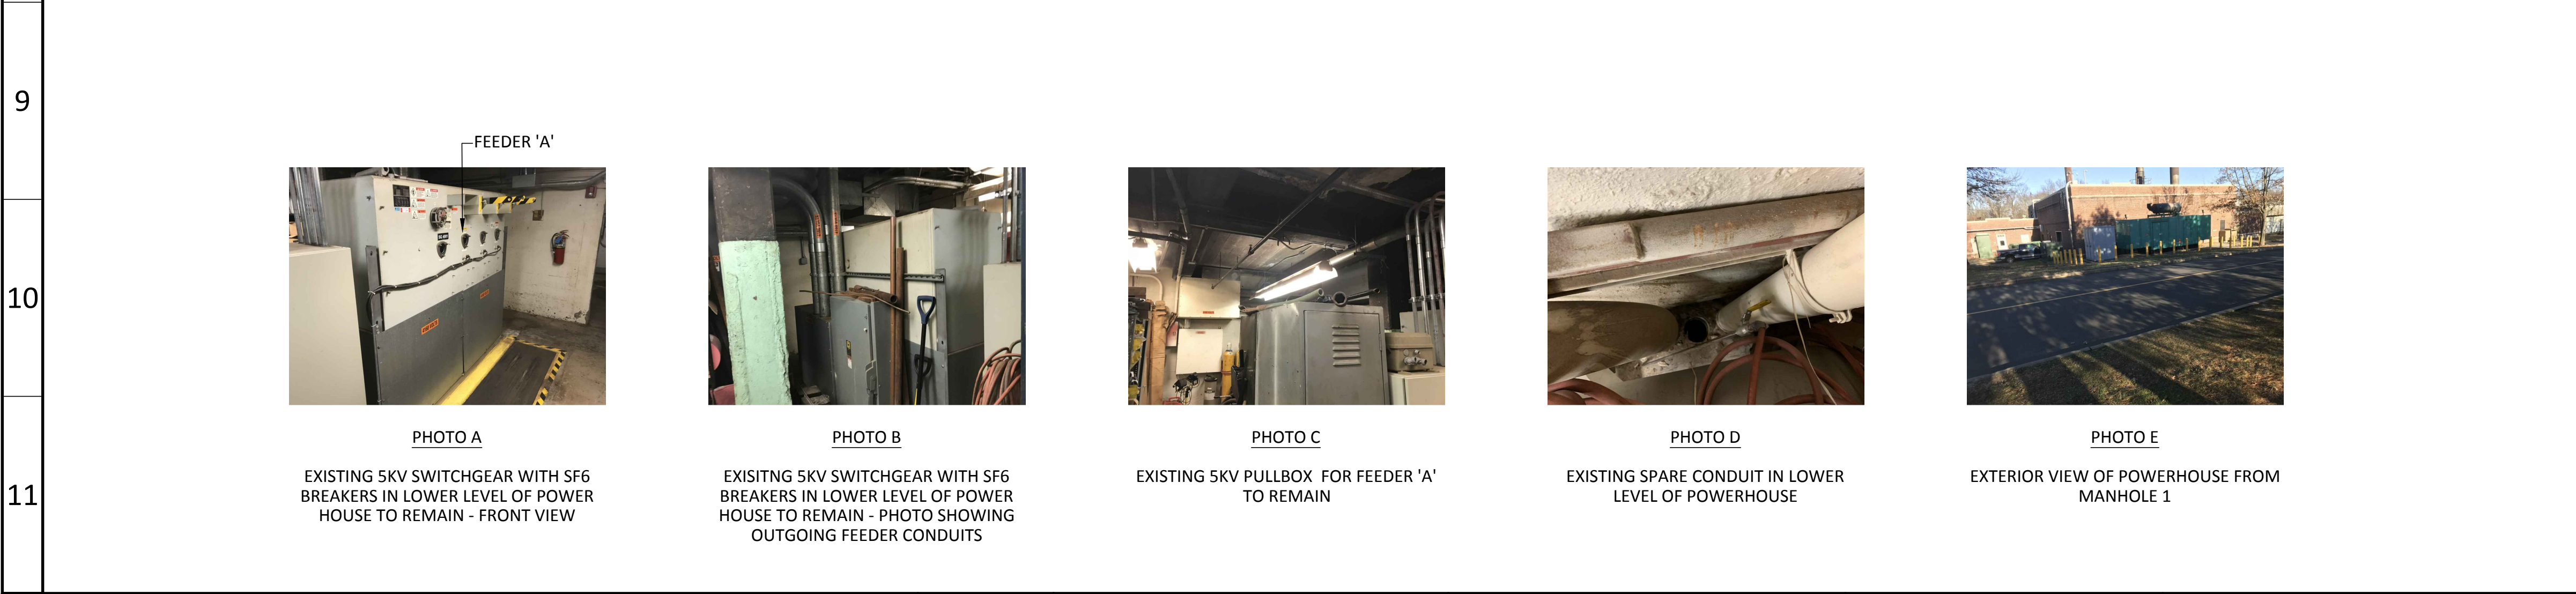 9
10
11
FEEDER 'A'
PHOTO A
EXISTING 5KV SWITCHGEAR WITH SF6
BREAKERS IN LOWER LEVEL OF POWER
HOUSE TO REMAIN - FRONT VIEW
PHOTO B
EXISITNG 5KV SWITCHGEAR WITH SF6
BREAKERS IN LOWER LEVEL OF POWER
HOUSE TO REMAIN - PHOTO SHOWING
OUTGOING FEEDER CONDUITS
PHOTO C
EXISTING 5KV PULLBOX  FOR FEEDER 'A'
TO REMAIN
PHOTO D
EXISTING SPARE CONDUIT IN LOWER
LEVEL OF POWERHOUSE
PHOTO E
EXTERIOR VIEW OF POWERHOUSE FROM
MANHOLE 1